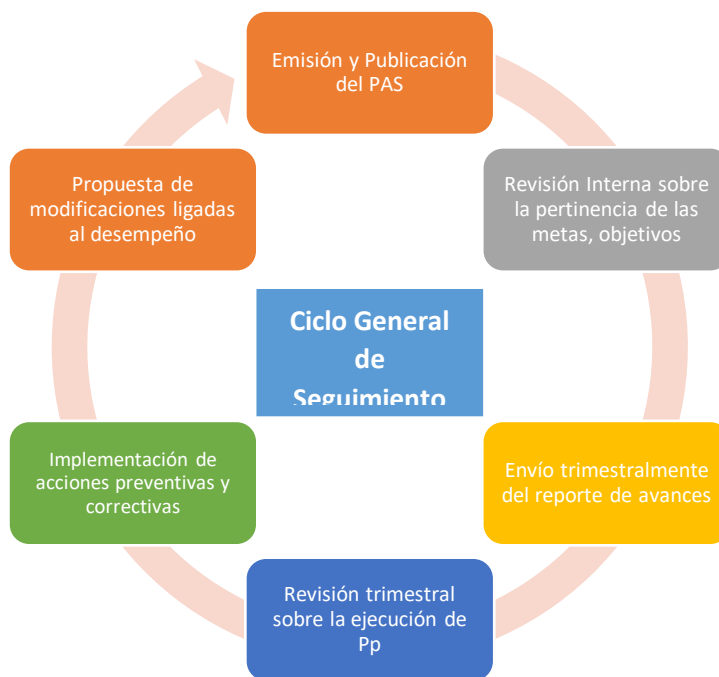 Emisión y Publicación
del PAS
Revisión Interna sobre
la pertinencia de las
metas, objetivos
Envío trimestralmente
del reporte de avances
Revisión trimestral
sobre la ejecución de
Pp
Implementación de
acciones preventivas y
correctivas
Propuesta de
modificaciones ligadas
al desempeño
Ciclo General
de
Seguimiento